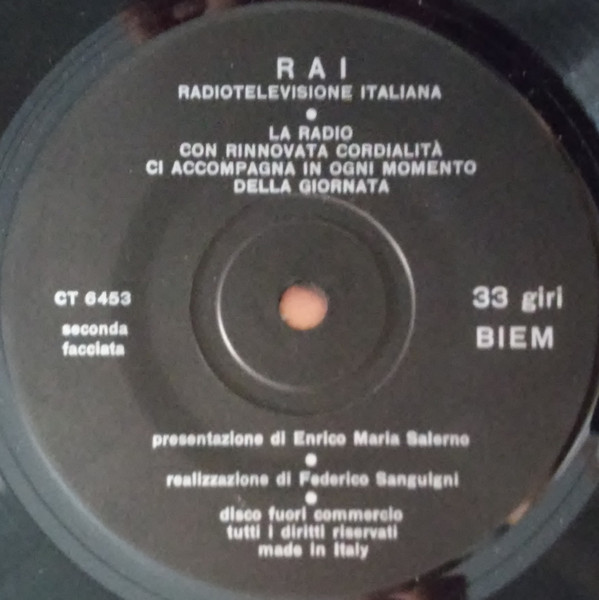 RAI
RADIOTELEVISIONE ITALIANA
LA RADIO
CON RINNOVATA CORDIALITÀ
CI ACCOMPAGNA IN OGNI MOMENTO
DELLA GIORNATA
CT 6453
seconda
facciata
33 giri
BIEM
presentazione di Enrico Maria Salerno
realizzazione di Federico Sanguigni
disco fuori commercio
tutti i diritti riservati
made in Italy